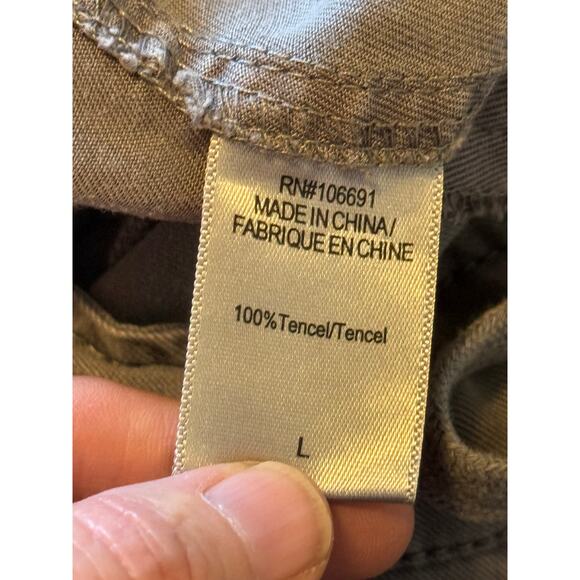 RN#106691
MADE IN CHINA/
FABRIQUE EN CHINE
100%Tencel/Tencel
L